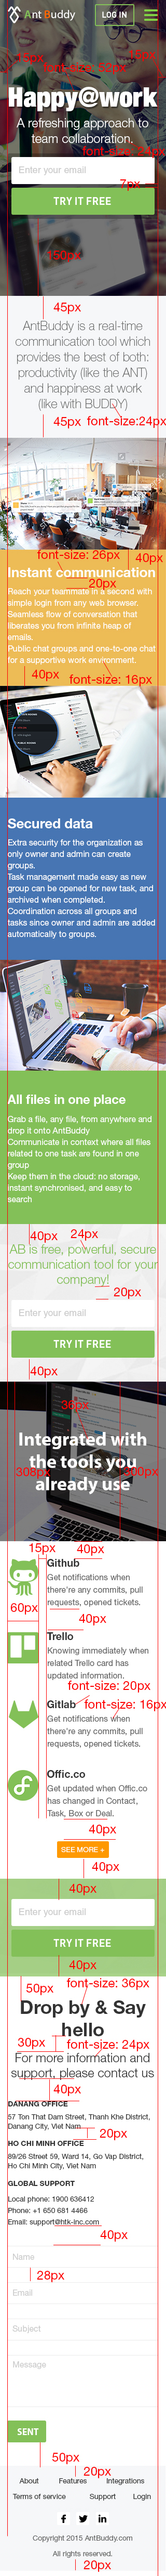 Ant Buddy
LOG IN
15px
15px
font-size: 52px
Happy@work
A refreshing approach to
team collaboration.
font-size: 24px
Enter your email
7px
TRY IT FREE
150px
45px
AntBuddy is a real-time
communication tool which
provides the best of both:
productivity (like the ANT)
and happiness at work
(like with BUDDY)
45px
font-size:24px
font-size: 26px
40px
Instant communication
20px
Reach your teammates in a second with
simple login from any web browser.
Seamless flow of conversation that
liberates you from infinite heap of
emails.
Public chat groups and one-to-one chat
for a supportive work environment.
40px
font-size: 16px
Secured data
Extra security for the organization as
only owner and admin can create
groups.
Task management made easy as new
group can be opened for new task, and
archived when completed.
Coordination across all groups and
tasks since owner and admin are added
automatically to groups.
All files in one place
Grab a file, any file, from anywhere and
drop it onto AntBuddy
Communicate in context where all files
related to one task are found in one
group
Keep them in the cloud: no storage,
instant synchronised, and easy to
search
40px
24px
AB is free, powerful, secure
communication tool for your
company!
20px
Enter your email
TRY IT FREE
40px
36px
Integrated with
the tools you
already use
308px
300px
15px
40px
Github
Get notifications when
there're any commits, pull
requests, opened tickets.
60px
40px
Trello
Knowing immediately when
related Trello card has
updated information.
font-size: 20px
Gitlab
font-size: 16px
Get notifications when
there're any commits, pull
requests, opened tickets.
Office.co
Get updated when Offic.co
has changed in Contact,
Task, Box or Deal.
40px
SEE MORE +
40px
40px
Enter your email
TRY IT FREE
40px
50px
font-size: 36px
Drop by & Say
hello
30px
font-size: 24px
For more information and
support, please contact us
40px
DANANG OFFICE
57 Ton That Dam Street, Thanh Khe District,
Danang City, Viet Nam
20px
HO CHI MINH OFFICE
89/26 Street 59, Ward 14, Go Vap District,
Ho Chi Minh City, Viet Nam
GLOBAL SUPPORT
Local phone: 1900 636412
Phone: +1 650 681 4466
Email: support@htk-inc.com
40px
Name
28px
Email
Subject
Message
SENT
50px
20px
About Features Integrations
Terms of service Support Login
Copyright 2015 AntBuddy.com
All rights reserved.
20px